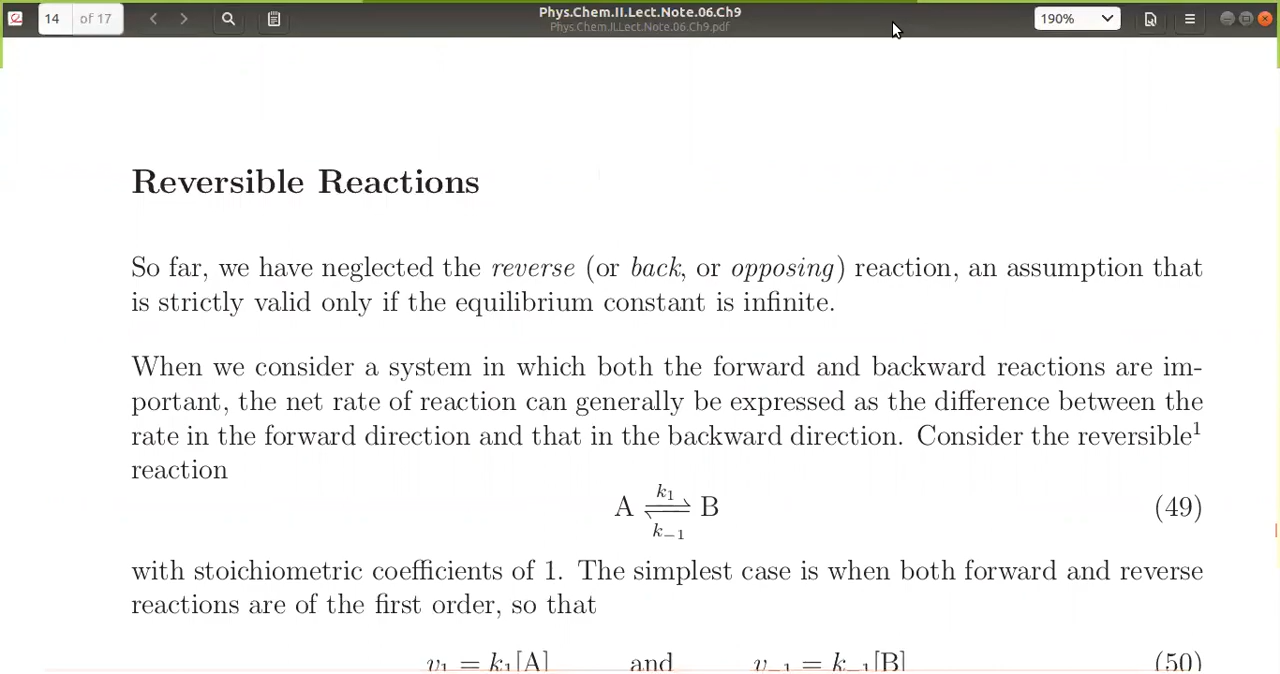 14 of 17
Phys.Chem.II.Lect.Note.06.Ch9
Phys.Chem.II.Lect.Note.06.Ch9.pdf
190%
Reversible Reactions
So far, we have neglected the reverse (or back, or opposing) reaction, an assumption that
is strictly valid only if the equilibrium constant is infinite.
When we consider a system in which both the forward and backward reactions are im-
portant, the net rate of reaction can generally be expressed as the difference between the
rate in the forward direction and that in the backward direction. Consider the reversible¹
reaction
k₁
A ⇌ B (49)
k₋₁
with stoichiometric coefficients of 1. The simplest case is when both forward and reverse
reactions are of the first order, so that
v₁ = k₁[A] and v₋₁ = k₋₁[B] (50)